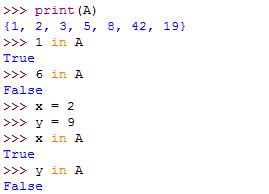 >>> print(A)
{1, 2, 3, 5, 8, 42, 19}
>>> 1 in A
True
>>> 6 in A
False
>>> x = 2
>>> y = 9
>>> x in A
True
>>> y in A
False